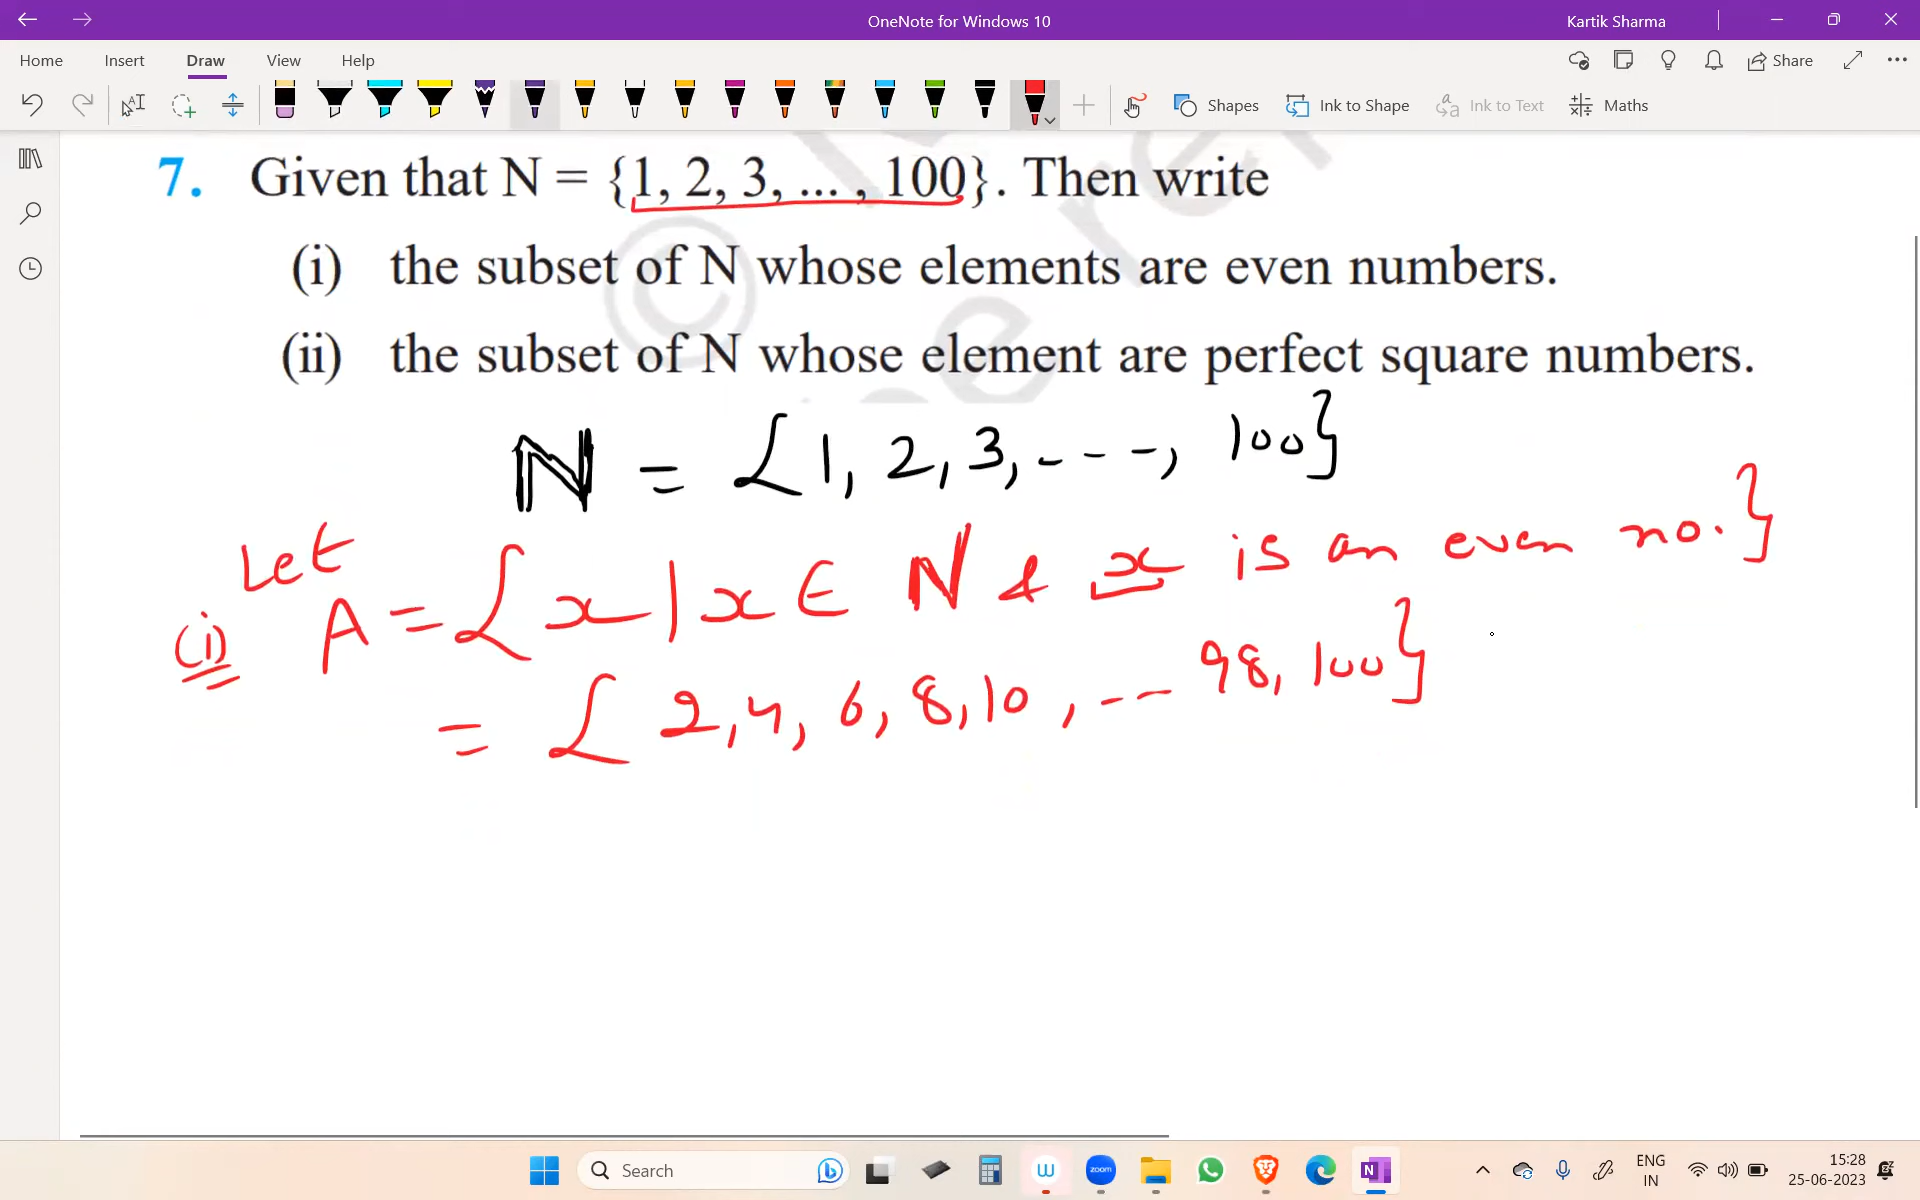 OneNote for Windows 10
Kartik Sharma
Home Insert Draw View Help
Share
Shapes Ink to Shape Ink to Text Maths
7. Given that N = {1, 2, 3, ... , 100}. Then write
(i) the subset of N whose elements are even numbers.
(ii) the subset of N whose element are perfect square numbers.
N = {1, 2, 3, - - - -, 100}
Let
(i) A = {x | x ∈ N & x is an even no.}
= {2, 4, 6, 8, 10, --- 98, 100}
Search
zoom
ENG
IN
15:28
25-06-2023